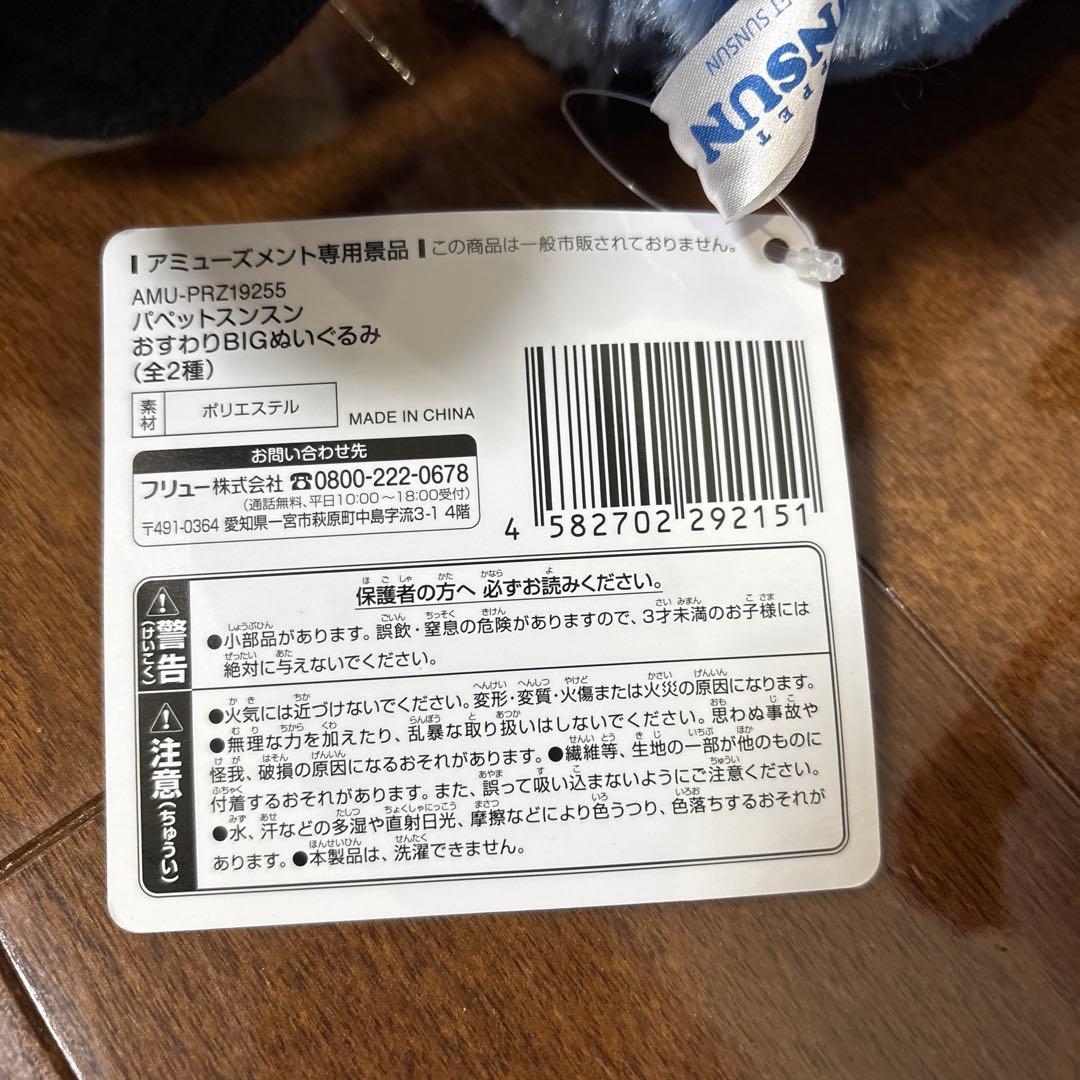 PET
NSUN
ET SUNSUN
アミューズメント専用景品 この商品は一般市販されておりません。
AMU-PRZ19255
パペットスンスン
おすわりBIGぬいぐるみ
(全2種)
素材 ポリエステル MADE IN CHINA
お問い合わせ先
フリュー株式会社 ☎0800-222-0678
(通話無料、平日10:00〜18:00受付)
〒491-0364 愛知県一宮市萩原町中島字流3-1 4階
4 582702 292151
⚠警告(けいこく)
保護者の方へ 必ずお読みください。
●小部品があります。誤飲・窒息の危険がありますので、3才未満のお子様には
絶対に与えないでください。
⚠注意(ちゅうい)
●火気には近づけないでください。変形・変質・火傷または火災の原因になります。
●無理な力を加えたり、乱暴な取り扱いはしないでください。思わぬ事故や
怪我、破損の原因になるおそれがあります。●繊維等、生地の一部が他のものに
付着するおそれがあります。また、誤って吸い込まないようにご注意ください。
●水、汗などの多湿や直射日光、摩擦などにより色うつり、色落ちするおそれが
あります。●本製品は、洗濯できません。